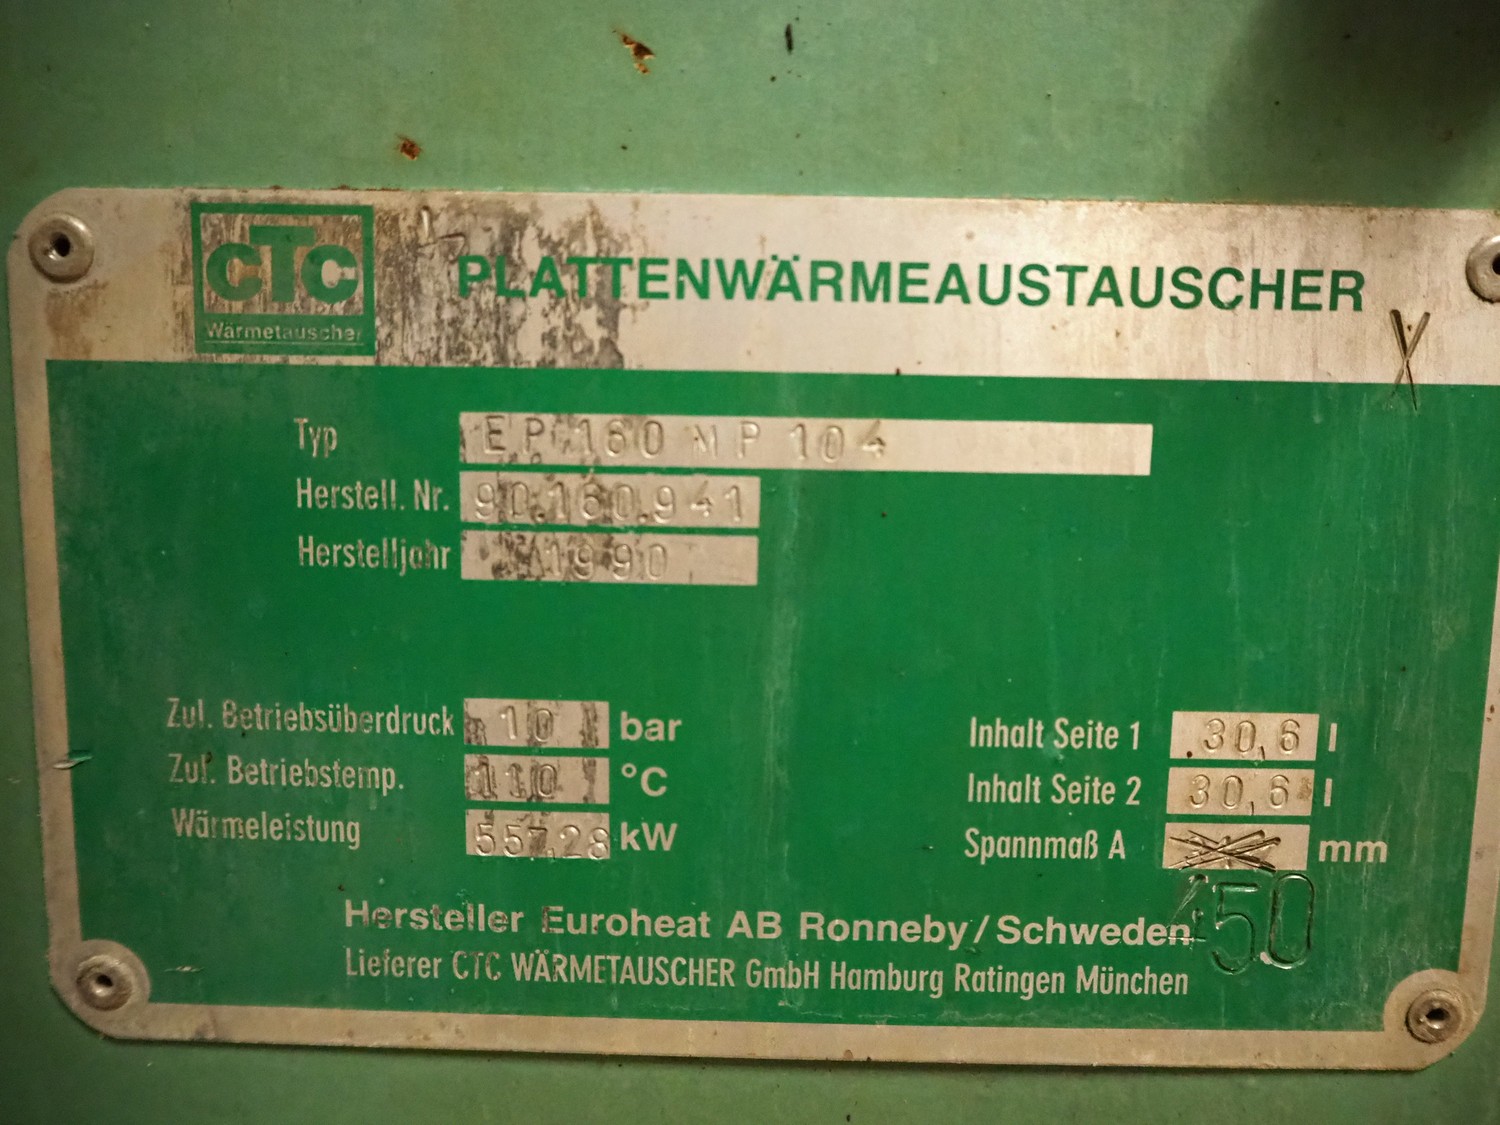 CTC
Wärmetauscher
PLATTENWÄRMEAUSTAUSCHER
X
Typ EP 160 MP 104
Herstell. Nr. 90.160.941
Herstelljahr 1990
Zul. Betriebsüberdruck 10 bar
Zul. Betriebstemp. 110 °C
Wärmeleistung 557.28 kW
Inhalt Seite 1 30,6 l
Inhalt Seite 2 30,6 l
Spannmaß A mm
450
Hersteller Euroheat AB Ronneby/Schweden
Lieferer CTC WÄRMETAUSCHER GmbH Hamburg Ratingen München